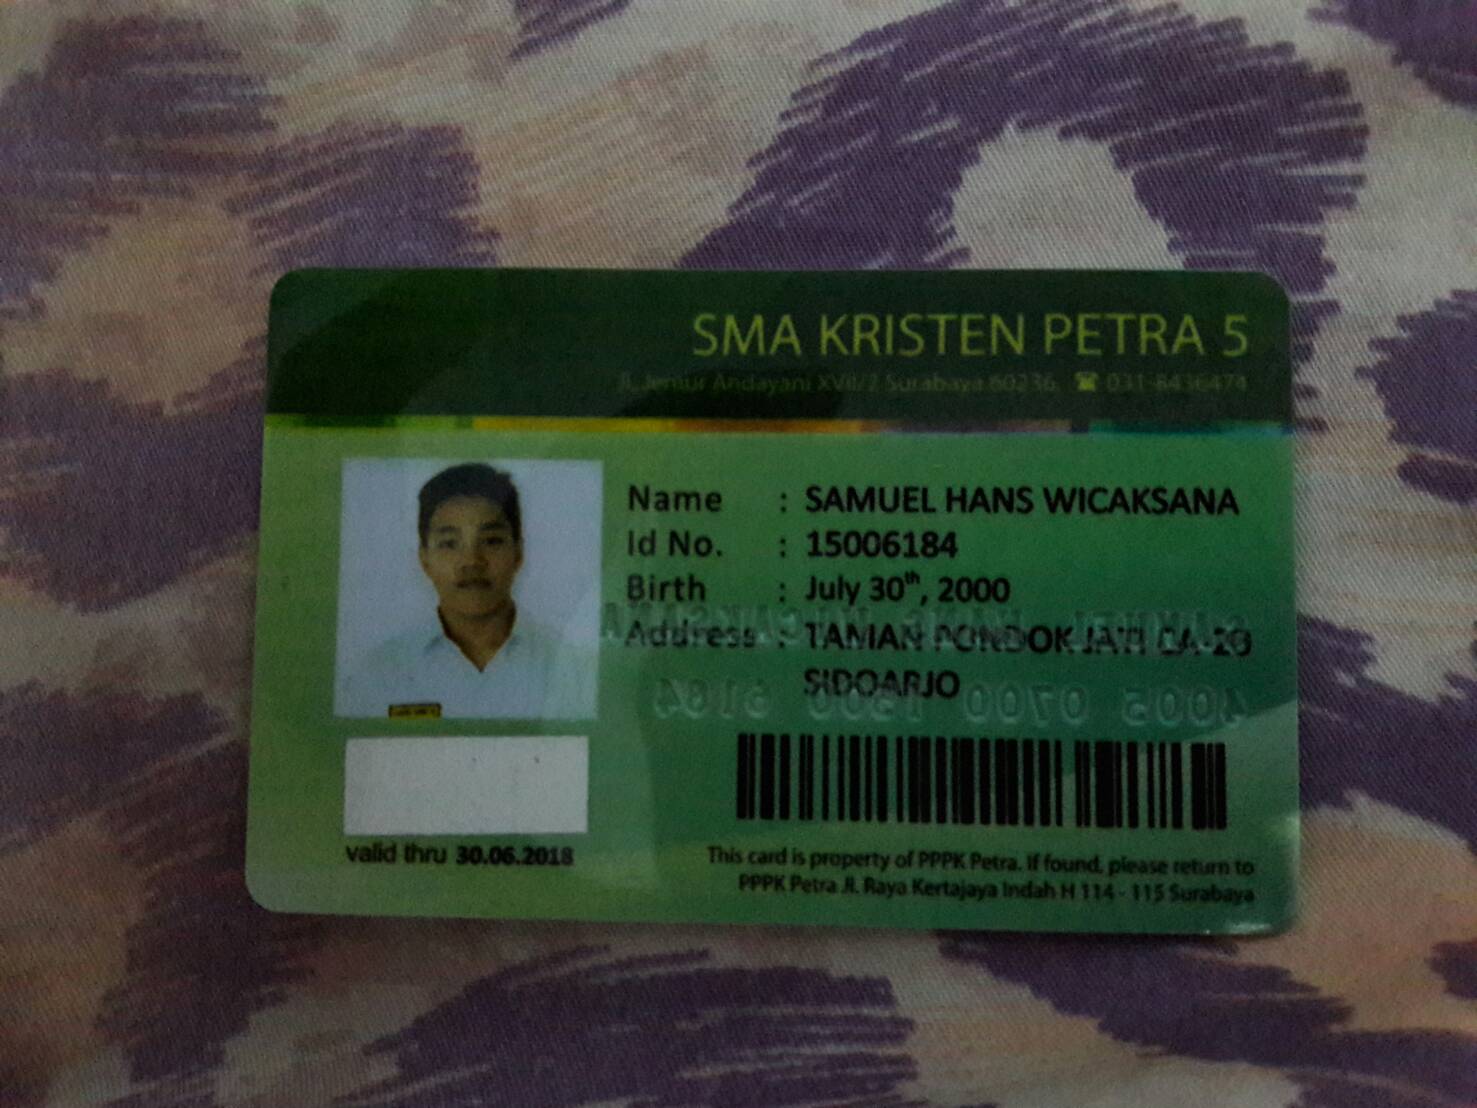 SMA KRISTEN PETRA 5
Jl. Jemur Andayani XVII/2 Surabaya 60236. ☎ 031-8436474
Name : SAMUEL HANS WICAKSANA
Id No. : 15006184
Birth : July 30th, 2000
Address : TAMAN PONDOK JATI
SIDOARJO
valid thru 30.06.2018
This card is property of PPPK Petra. If found, please return to
PPPK Petra Jl. Raya Kertajaya Indah H 114 - 115 Surabaya